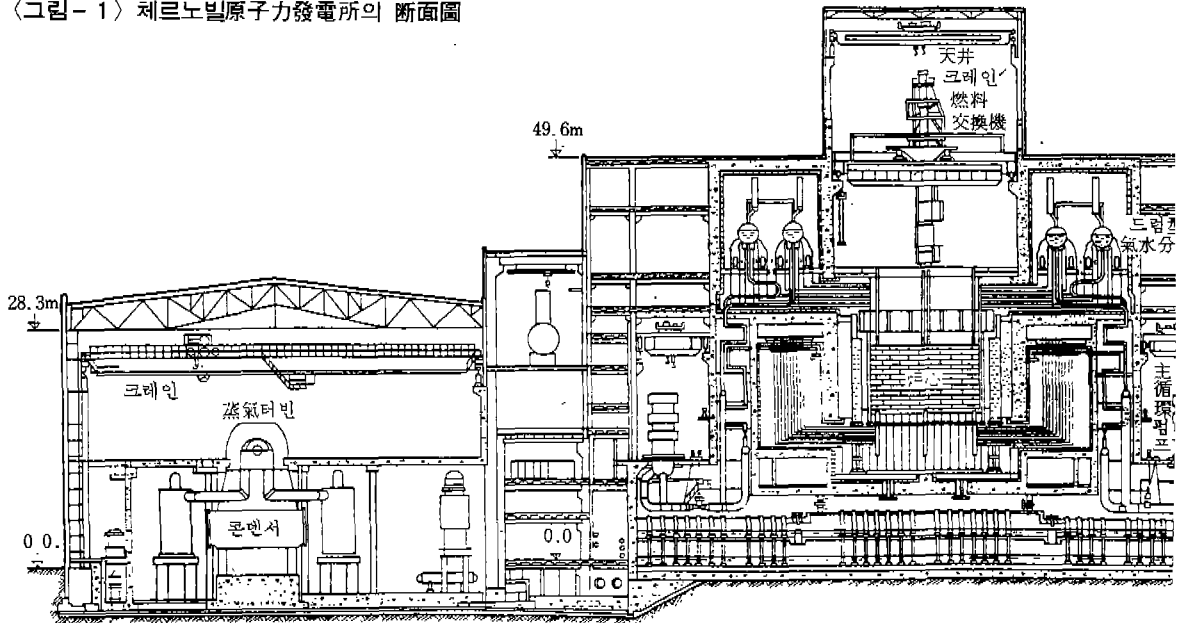 〈그림-1〉 체르노빌原子力發電所의 斷面圖
天井
크레인
燃料
交換機
49.6m
드럼型
氣水分
28.3m
크레인
蒸氣터빈
主循環펌프
콘덴서
0.0
0.0